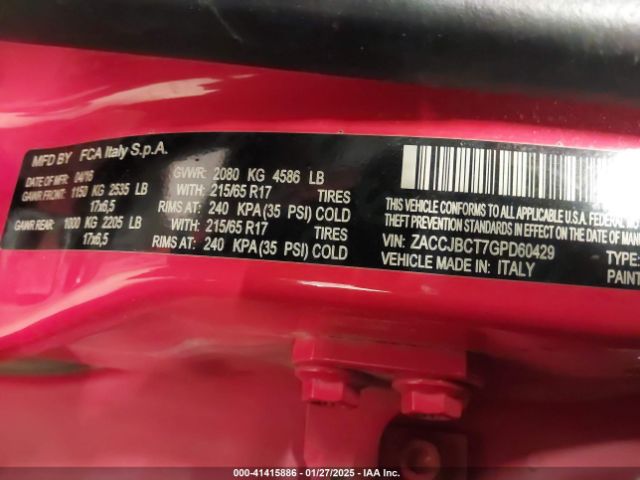 MFD BY FCA Italy S.p.A.
DATE OF MFR: 04/16 GVWR: 2080 KG 4586 LB
GAWR FRONT: 1150 KG 2535 LB WITH: 215/65 R17 TIRES
17x6,5 RIMS AT: 240 KPA(35 PSI) COLD
GAWR REAR: 1000 KG 2205 LB WITH: 215/65 R17 TIRES
17x6,5 RIMS AT: 240 KPA(35 PSI) COLD
THIS VEHICLE CONFORMS TO ALL APPLICABLE U.S.A. FEDERAL
THEFT PREVENTION STANDARDS IN EFFECT ON THE DATE OF
VIN: ZACCJBCT7GPD60429 TYPE:
VEHICLE MADE IN: ITALY PAINT
000-41415886 - 01/27/2025 - IAA Inc.